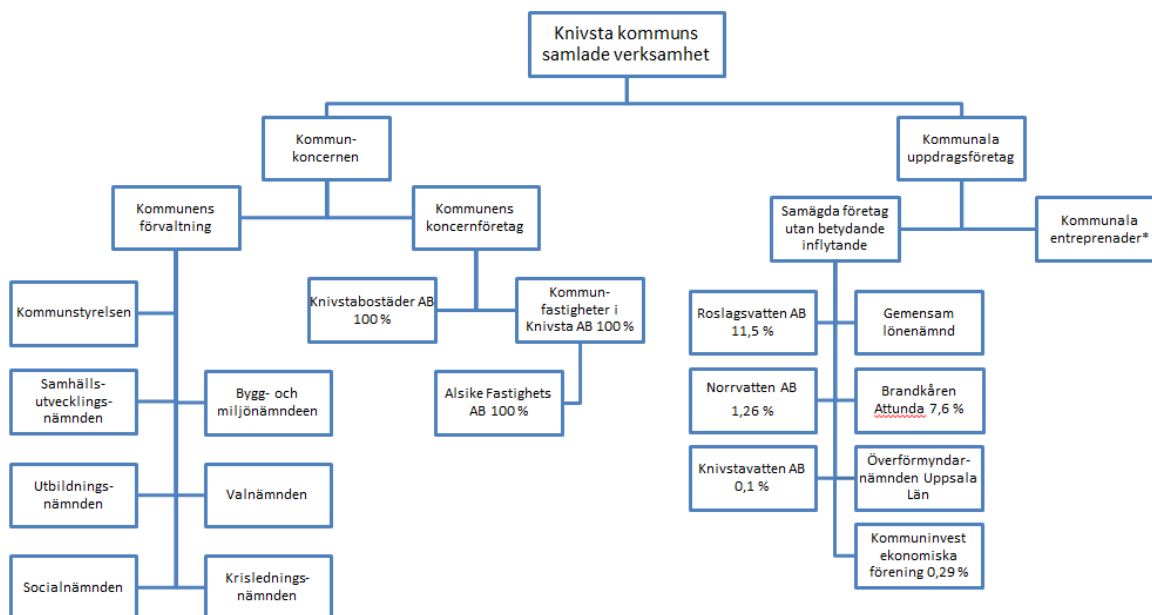 Knivsta kommuns
samlade verksamhet
Kommun-
koncernen
Kommunala
uppdragsföretag
Kommunens
förvaltning
Kommunens
koncernföretag
Samägda företag
utan betydande
inflytande
Kommunala
entreprenader*
Kommunstyrelsen
Knivstabostäder AB
100 %
Kommun-
fastigheter i
Knivsta AB 100 %
Roslagsvatten AB
11,5 %
Gemensam
lönenämnd
Samhälls-
utvecklings-
nämnden
Bygg- och
miljönämndeen
Alsike Fastighets
AB 100 %
Norrvatten AB
1,26 %
Brandkåren
Attunda 7,6 %
Utbildnings-
nämnden
Valnämnden
Knivstavatten AB
0,1 %
Överförmyndar-
nämnden Uppsala
Län
Socialnämnden
Krislednings-
nämnden
Kommuninvest
ekonomiska
förening 0,29 %